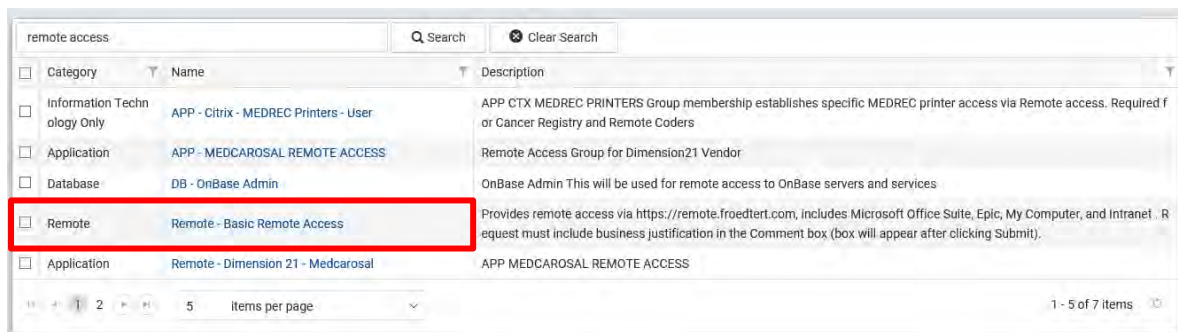 remote access Search Clear Search
Category Name Description
Information Techn
ology Only
APP - Citrix - MEDREC Printers - User
APP CTX MEDREC PRINTERS Group membership establishes specific MEDREC printer access via Remote access. Required f
or Cancer Registry and Remote Coders
Application APP - MEDCAROSAL REMOTE ACCESS Remote Access Group for Dimension21 Vendor
Database DB - OnBase Admin OnBase Admin This will be used for remote access to OnBase servers and services
Remote Remote - Basic Remote Access
Provides remote access via https://remote.froedtert.com, includes Microsoft Office Suite, Epic, My Computer, and Intranet . R
equest must include business justification in the Comment box (box will appear after clicking Submit).
Application Remote - Dimension 21 - Medcarosal APP MEDCAROSAL REMOTE ACCESS
1 2 5 items per page 1 - 5 of 7 items